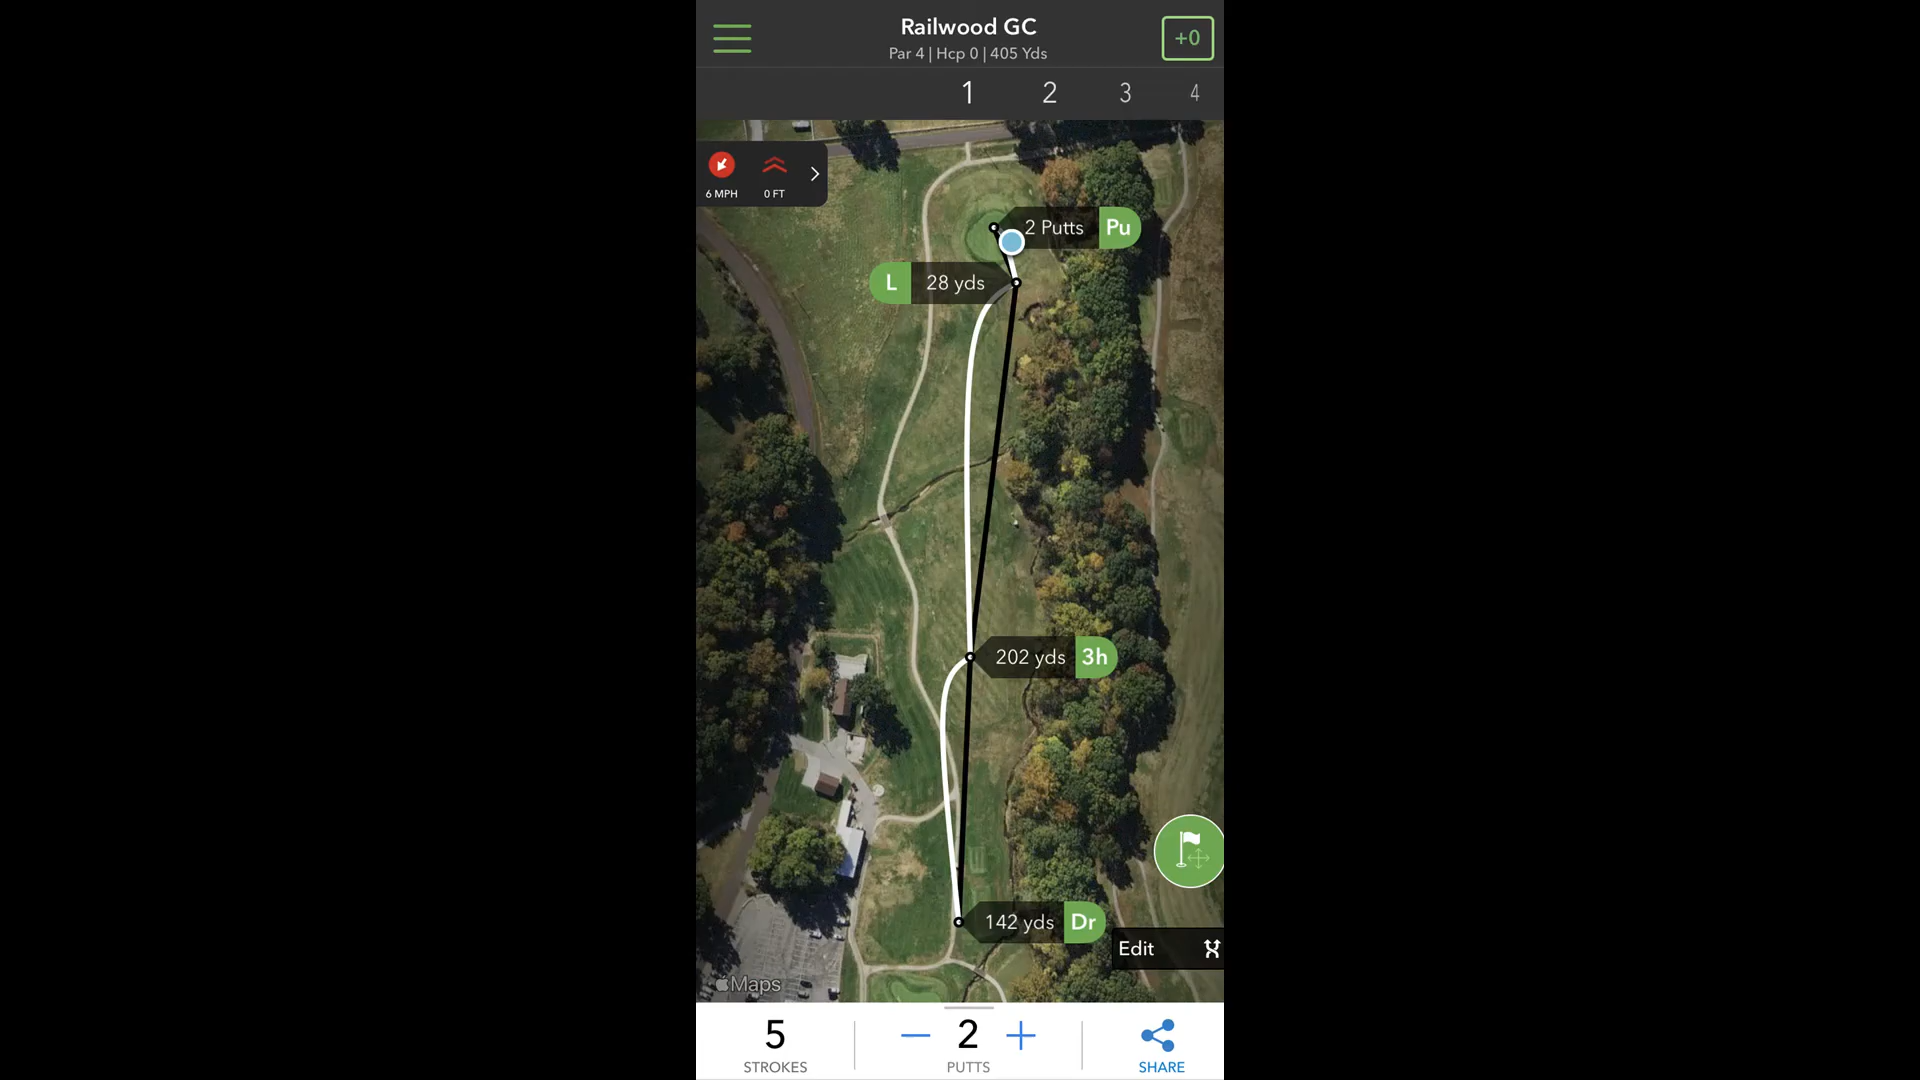 Railwood GC
Par 4 | Hcp 0 | 405 Yds
+0
1 2 3 4
6 MPH 0 FT
2 Putts Pu
L 28 yds
202 yds 3h
142 yds Dr
Edit
Maps
5 2
STROKES PUTTS SHARE